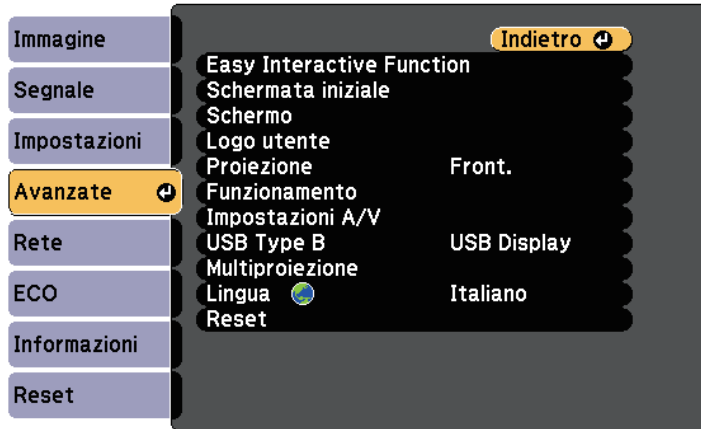 Immagine
Segnale
Impostazioni
Avanzate
Rete
ECO
Informazioni
Reset
Indietro
Easy Interactive Function
Schermata iniziale
Schermo
Logo utente
Proiezione Front.
Funzionamento
Impostazioni A/V
USB Type B USB Display
Multiproiezione
Lingua Italiano
Reset